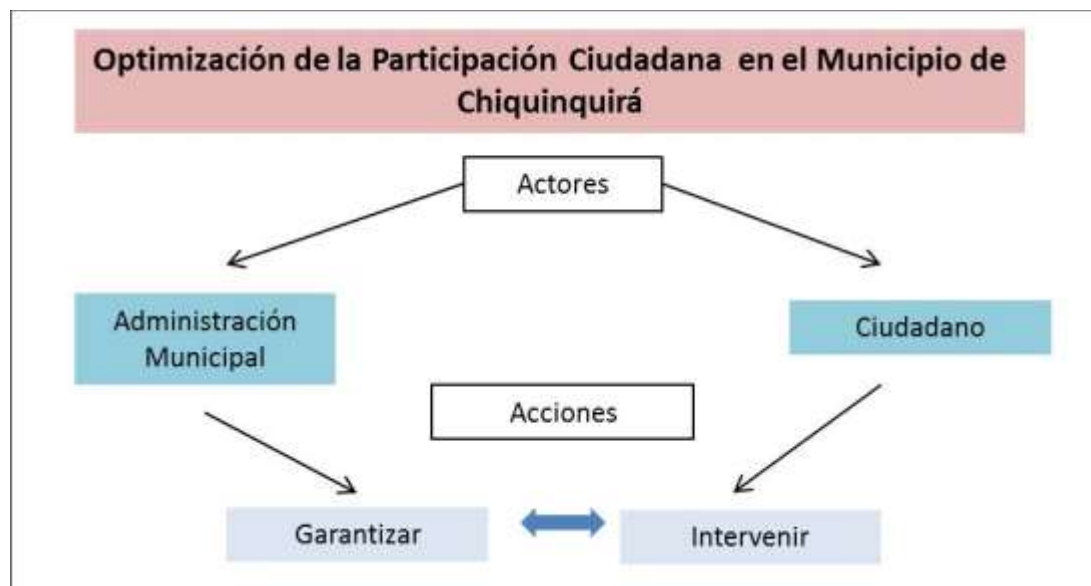 Optimización de la Participación Ciudadana en el Municipio de
Chiquinquirá
Actores
Administración
Municipal
Ciudadano
Acciones
Garantizar
Intervenir